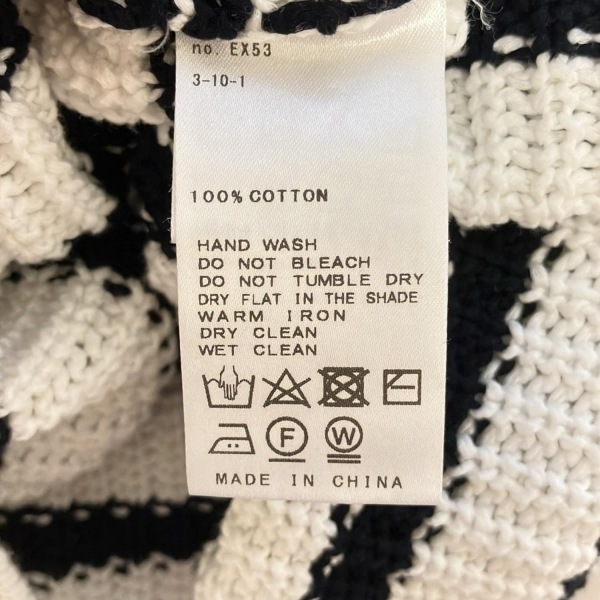 no. EX53
3-10-1
100% COTTON
HAND WASH
DO NOT BLEACH
DO NOT TUMBLE DRY
DRY FLAT IN THE SHADE
WARM IRON
DRY CLEAN
WET CLEAN
F W
MADE IN CHINA